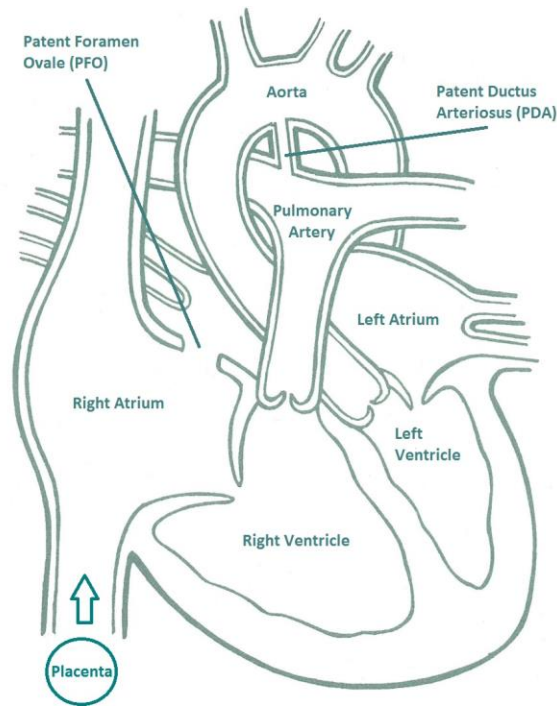 Patent Foramen
Ovale (PFO)
Aorta
Patent Ductus
Arteriosus (PDA)
Pulmonary
Artery
Left Atrium
Right Atrium
Left
Ventricle
Right Ventricle
Placenta